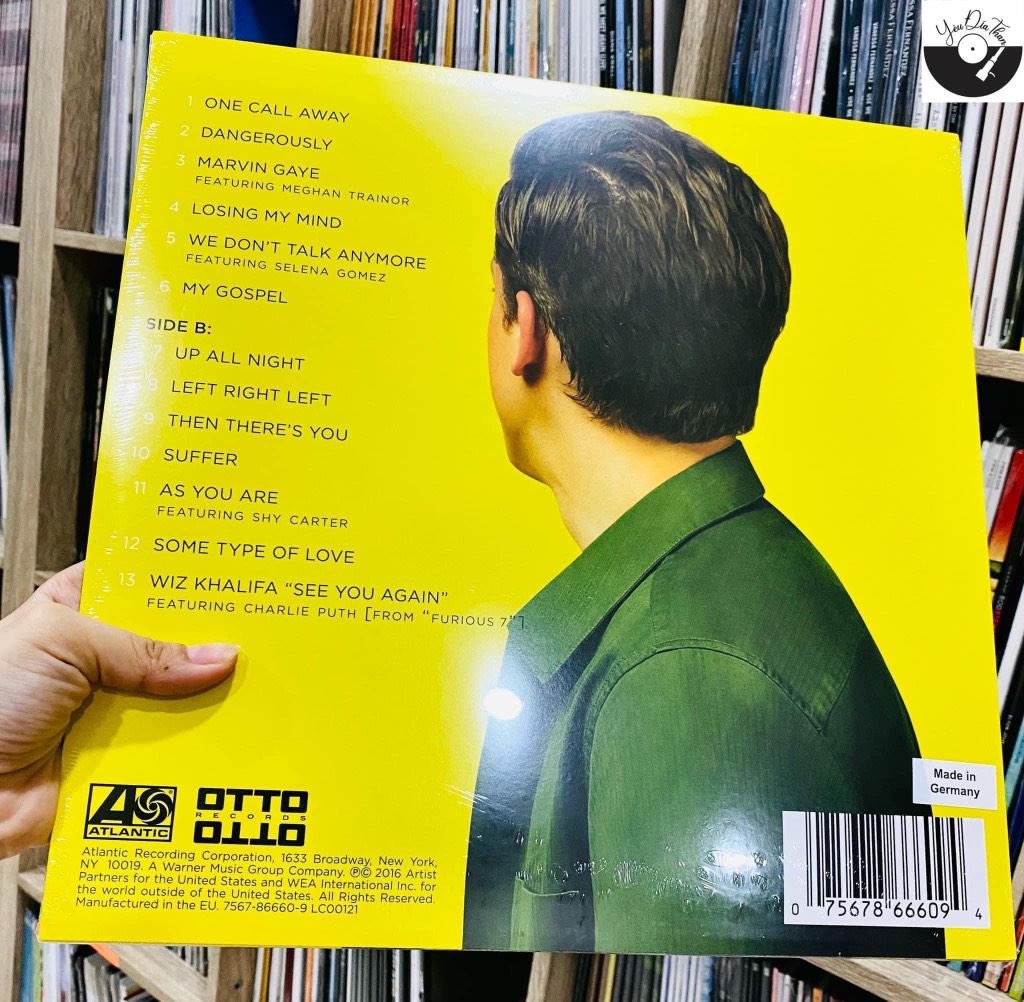 Yêu Đĩa Than
VANESSA FERNANDEZ
1 ONE CALL AWAY
2 DANGEROUSLY
3 MARVIN GAYE
FEATURING MEGHAN TRAINOR
4 LOSING MY MIND
5 WE DON'T TALK ANYMORE
FEATURING SELENA GOMEZ
6 MY GOSPEL
SIDE B:
7 UP ALL NIGHT
8 LEFT RIGHT LEFT
9 THEN THERE'S YOU
10 SUFFER
11 AS YOU ARE
FEATURING SHY CARTER
12 SOME TYPE OF LOVE
13 WIZ KHALIFA "SEE YOU AGAIN"
FEATURING CHARLIE PUTH [FROM "FURIOUS 7"]
Made in
Germany
ATLANTIC
OTTO
RECORDS
OTTO
Atlantic Recording Corporation, 1633 Broadway, New York,
NY 10019. A Warner Music Group Company. ℗© 2016 Artist
Partners for the United States and WEA International Inc. for
the world outside of the United States. All Rights Reserved.
Manufactured in the EU. 7567-86660-9 LC00121
0 75678 66609 4